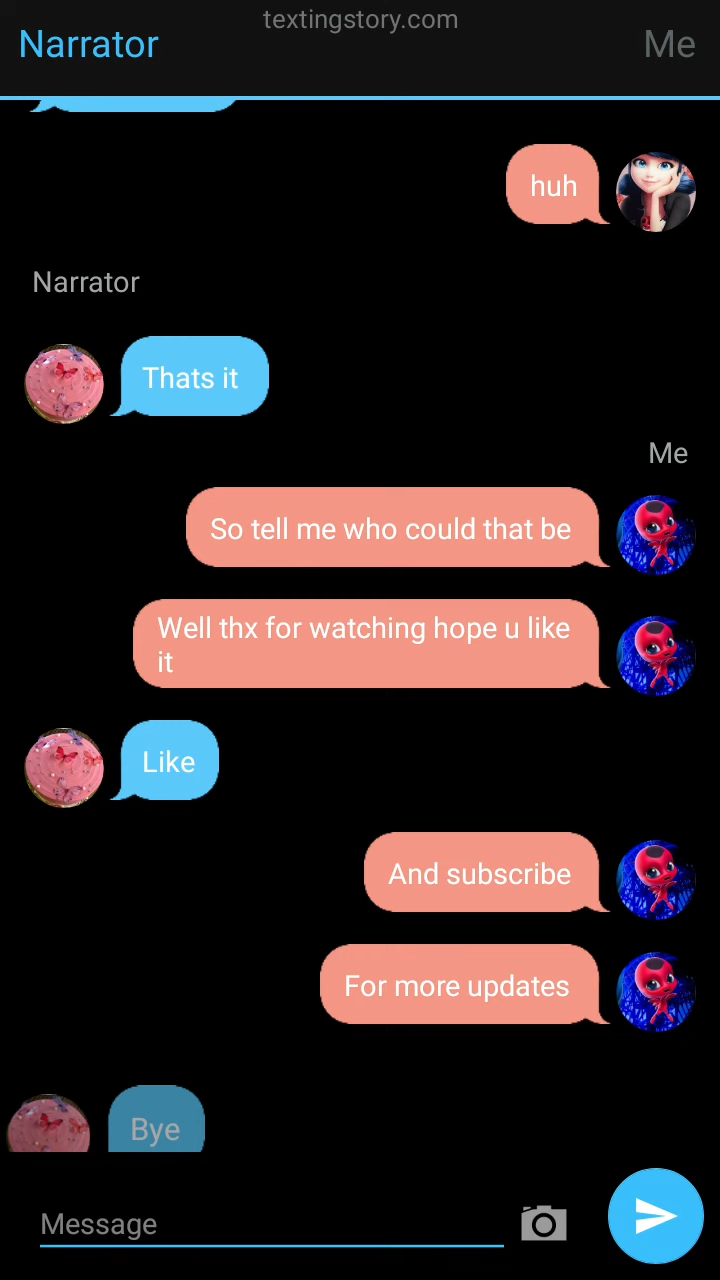 textingstory.com
Narrator
Me
huh
Narrator
Thats it
Me
So tell me who could that be
Well thx for watching hope u like
it
Like
And subscribe
For more updates
Bye
Message